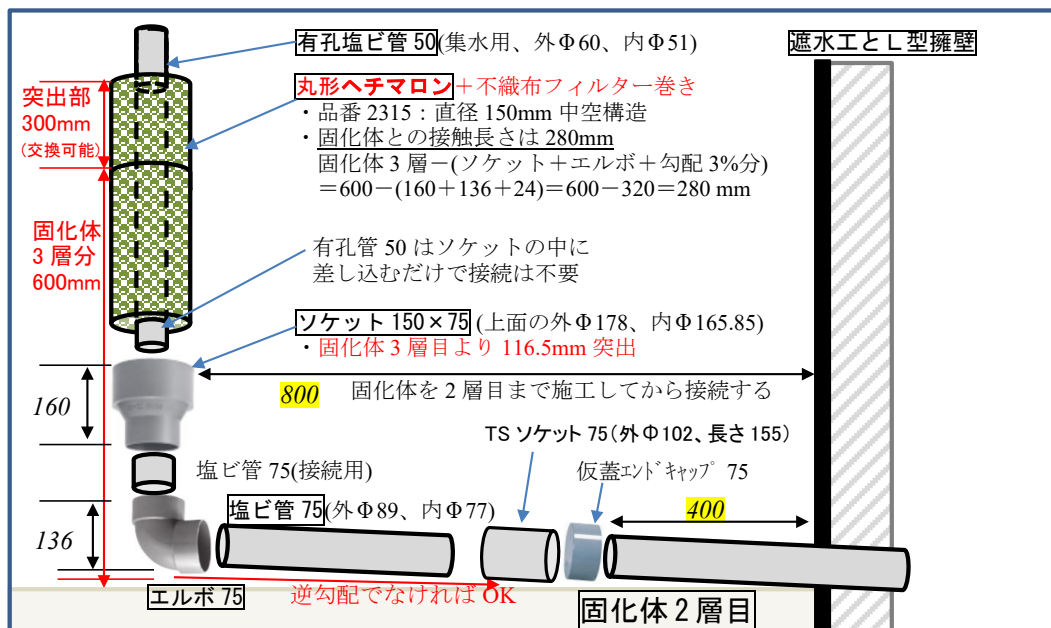 有孔塩ビ管50(集水用、外Φ60、内Φ51)
遮水工とL型擁壁
丸形ヘチマロン＋不織布フィルター巻き
・品番2315：直径150mm中空構造
・固化体との接触長さは280mm
固化体3層－(ソケット＋エルボ＋勾配3%分)
＝600－(160＋136＋24)＝600－320＝280 mm
突出部
300mm
(交換可能)
固化体
3層分
600mm
有孔管50はソケットの中に
差し込むだけで接続は不要
ソケット150×75 (上面の外Φ178、内Φ165.85)
・固化体3層目より116.5mm突出
160
800
固化体を2層目まで施工してから接続する
TSソケット75(外Φ102、長さ155)
塩ビ管75(接続用)
仮蓋ｴﾝﾄﾞｷｬｯﾌﾟ 75
塩ビ管75(外Φ89、内Φ77)
400
136
エルボ75
逆勾配でなければOK
固化体2層目